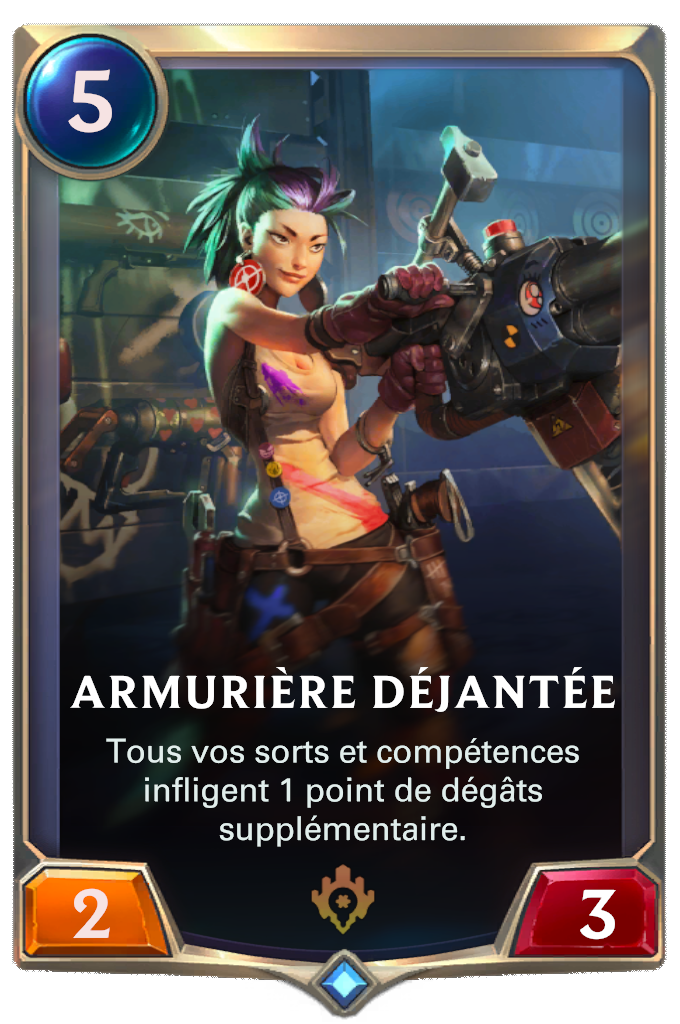 5
ARMURIÈRE DÉJANTÉE
Tous vos sorts et compétences
infligent 1 point de dégâts
supplémentaire.
2
3